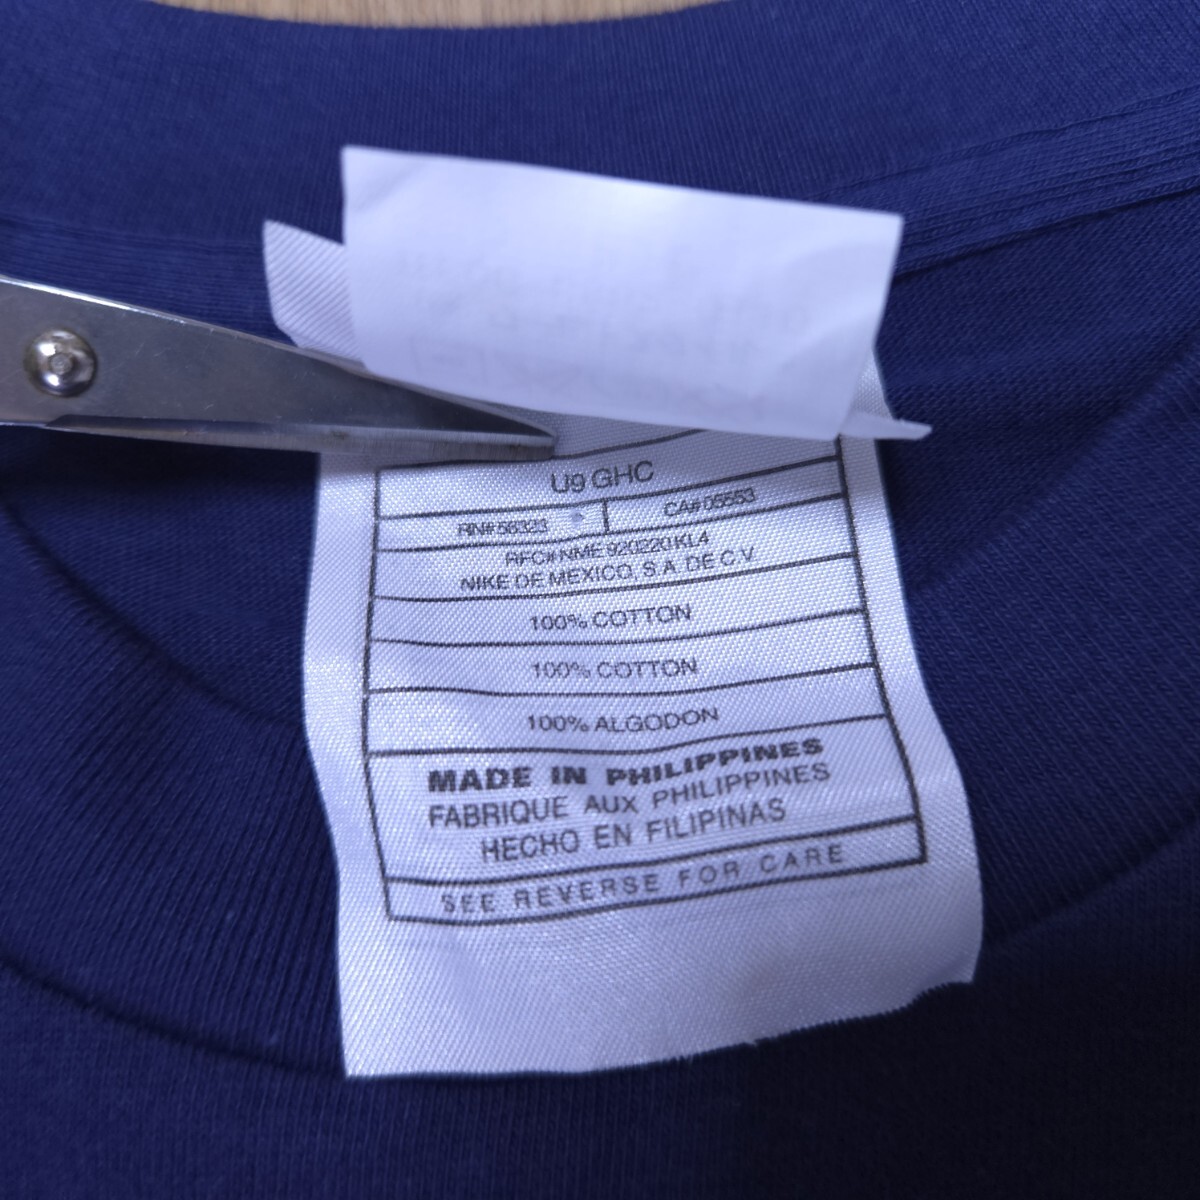 U9 GHC
RN# 56323 CA# 05553
RFC#NME 920220 KL4
NIKE DE MEXICO, S.A. DE C.V.
100% COTTON
100% COTTON
100% ALGODON
MADE IN PHILIPPINES
FABRIQUE AUX PHILIPPINES
HECHO EN FILIPINAS
SEE REVERSE FOR CARE